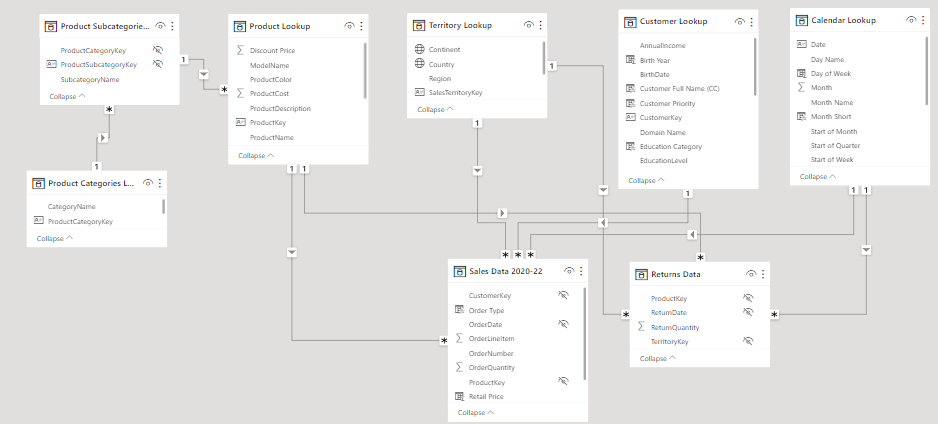 Product Subcategorie...
ProductCategoryKey
ProductSubcategoryKey
SubcategoryName
Collapse
Product Lookup
Discount Price
ModelName
ProductColor
ProductCost
ProductDescription
ProductKey
ProductName
Collapse
Territory Lookup
Continent
Country
Region
SalesTerritoryKey
Collapse
Customer Lookup
AnnualIncome
Birth Year
BirthDate
Customer Full Name (CC)
Customer Priority
CustomerKey
Domain Name
Education Category
EducationLevel
Collapse
Calendar Lookup
Date
Day Name
Day of Week
Month
Month Name
Month Short
Start of Month
Start of Quarter
Start of Week
Collapse
1
*
1
*
1
Product Categories L...
CategoryName
ProductCategoryKey
Collapse
1
1
1
1
1
1
1
*
*
*
*
*
*
*
Sales Data 2020-22
CustomerKey
Order Type
OrderDate
OrderLineItem
OrderNumber
OrderQuantity
ProductKey
Retail Price
Collapse
Returns Data
ProductKey
ReturnDate
ReturnQuantity
TerritoryKey
Collapse